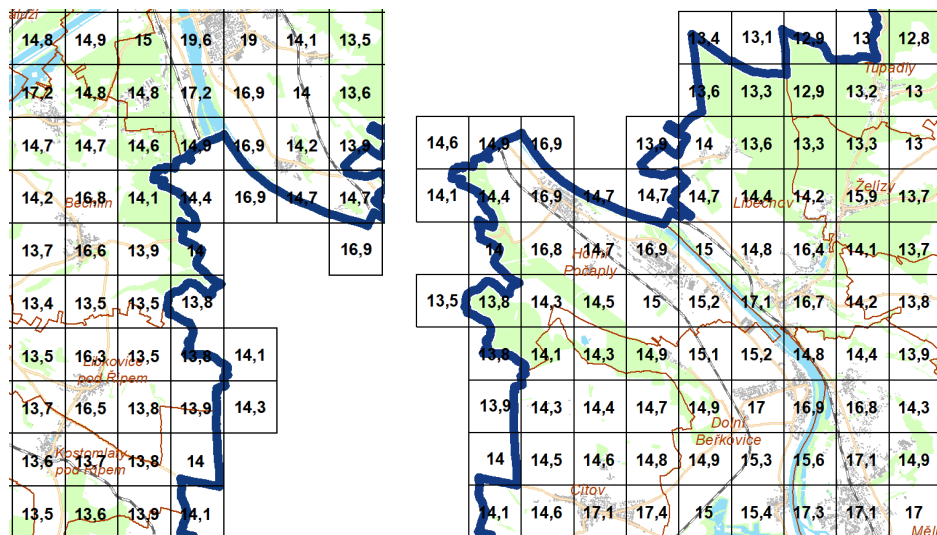 14,8 14,9 15 19,6 19 14,1 13,5
17,2 14,8 14,8 17,2 16,9 14 13,6
14,7 14,7 14,6 14,9 16,9 14,2 13,9
14,2 16,8 14,1 14,4 16,9 14,7 14,7
13,7 16,6 13,9 14 16,9
13,4 13,5 13,5 13,8
13,5 16,3 13,5 13,8 14,1
Libkovice
pod Řípem
13,7 16,5 13,8 13,9 14,3
Kostomlaty
pod Řípem
13,6 13,7 13,8 14
13,5 13,6 13,9 14,1
13,4 13,1 12,9 13 12,8
Tupadly
13,6 13,3 12,9 13,2 13
14,6 14,9 16,9 13,9 14 13,6 13,3 13,3 13
Želízy
14,1 14,4 16,9 14,7 14,7 14,7 14,4 14,2 15,9 13,7
Liběchov
14 16,8 14,7 16,9 15 14,8 16,4 14,1 13,7
Horní
Počaply
13,5 13,8 14,3 14,5 15 15,2 17,1 16,7 14,2 13,8
13,8 14,1 14,3 14,9 15,1 15,2 14,8 14,4 13,9
13,9 14,3 14,4 14,7 14,9 17 16,9 16,8 14,3
Dolní
Beřkovice
14 14,5 14,6 14,8 14,9 15,3 15,6 17,1 14,9
Cítov
14,1 14,6 17,1 17,4 15 15,4 17,3 17,1 17